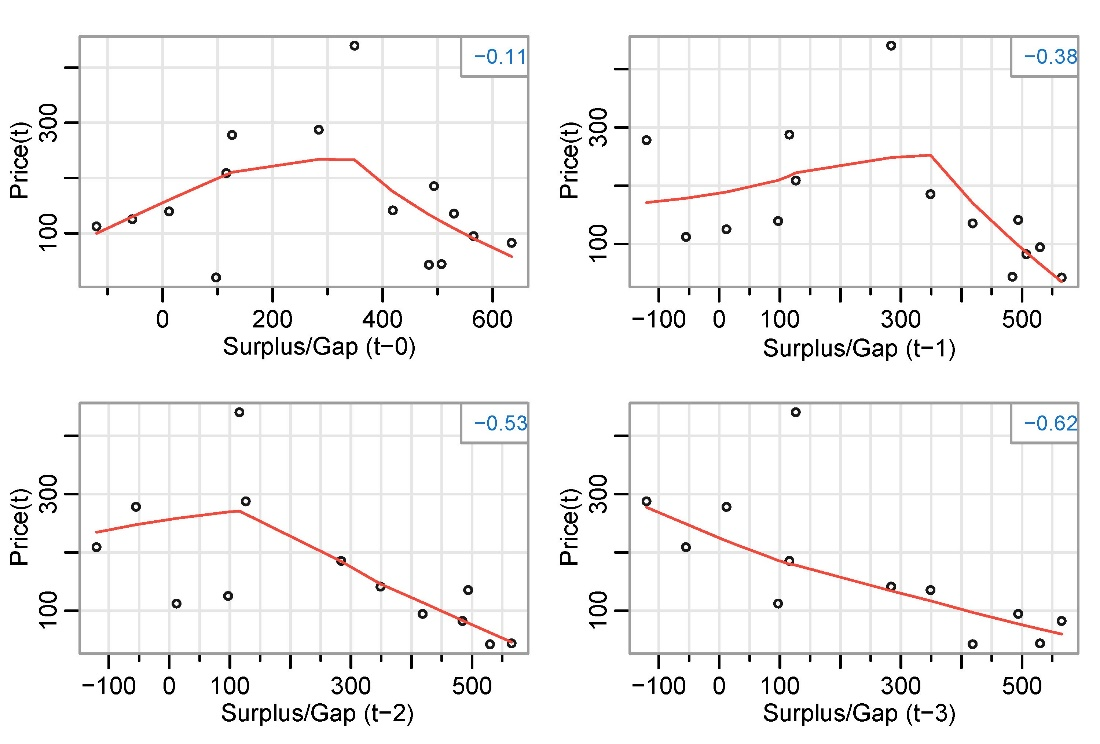 −0.11
Price(t)
300
100
0 200 400 600
Surplus/Gap (t−0)
−0.38
Price(t)
300
100
−100 0 100 300 500
Surplus/Gap (t−1)
−0.53
Price(t)
300
100
−100 0 100 300 500
Surplus/Gap (t−2)
−0.62
Price(t)
300
100
−100 0 100 300 500
Surplus/Gap (t−3)